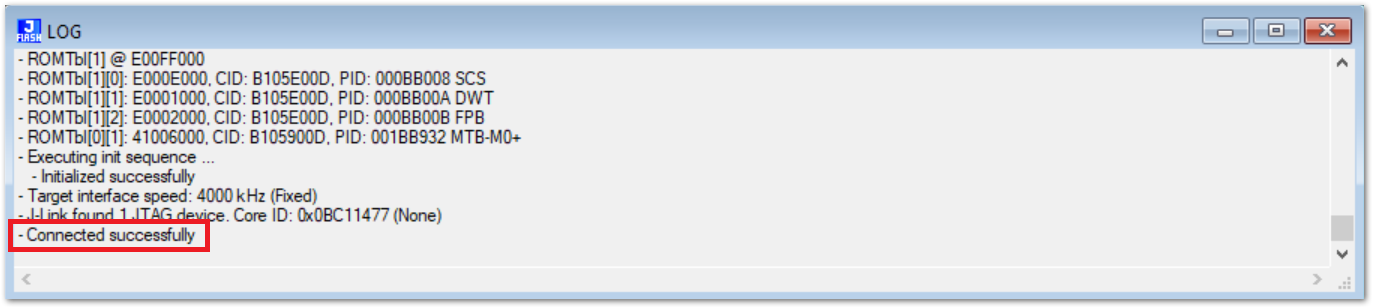 J
FLASH
LOG
- ROMTbl[1] @ E00FF000
- ROMTbl[1][0]: E000E000, CID: B105E00D, PID: 000BB008 SCS
- ROMTbl[1][1]: E0001000, CID: B105E00D, PID: 000BB00A DWT
- ROMTbl[1][2]: E0002000, CID: B105E00D, PID: 000BB00B FPB
- ROMTbl[0][1]: 41006000, CID: B105900D, PID: 001BB932 MTB-M0+
- Executing init sequence ...
- Initialized successfully
- Target interface speed: 4000 kHz (Fixed)
- J-Link found 1 JTAG device. Core ID: 0x0BC11477 (None)
- Connected successfully